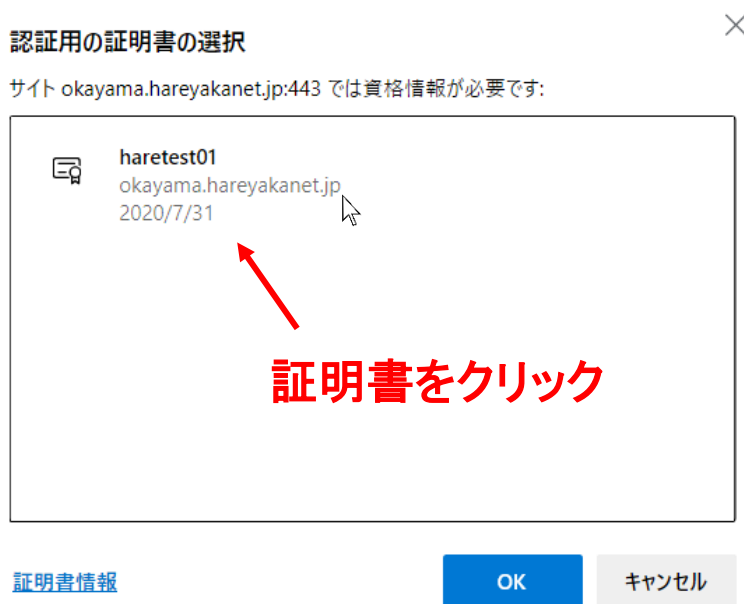 認証用の証明書の選択
サイト okayama.hareyakanet.jp:443 では資格情報が必要です:
haretest01
okayama.hareyakanet.jp
2020/7/31
証明書をクリック
証明書情報
OK
キャンセル